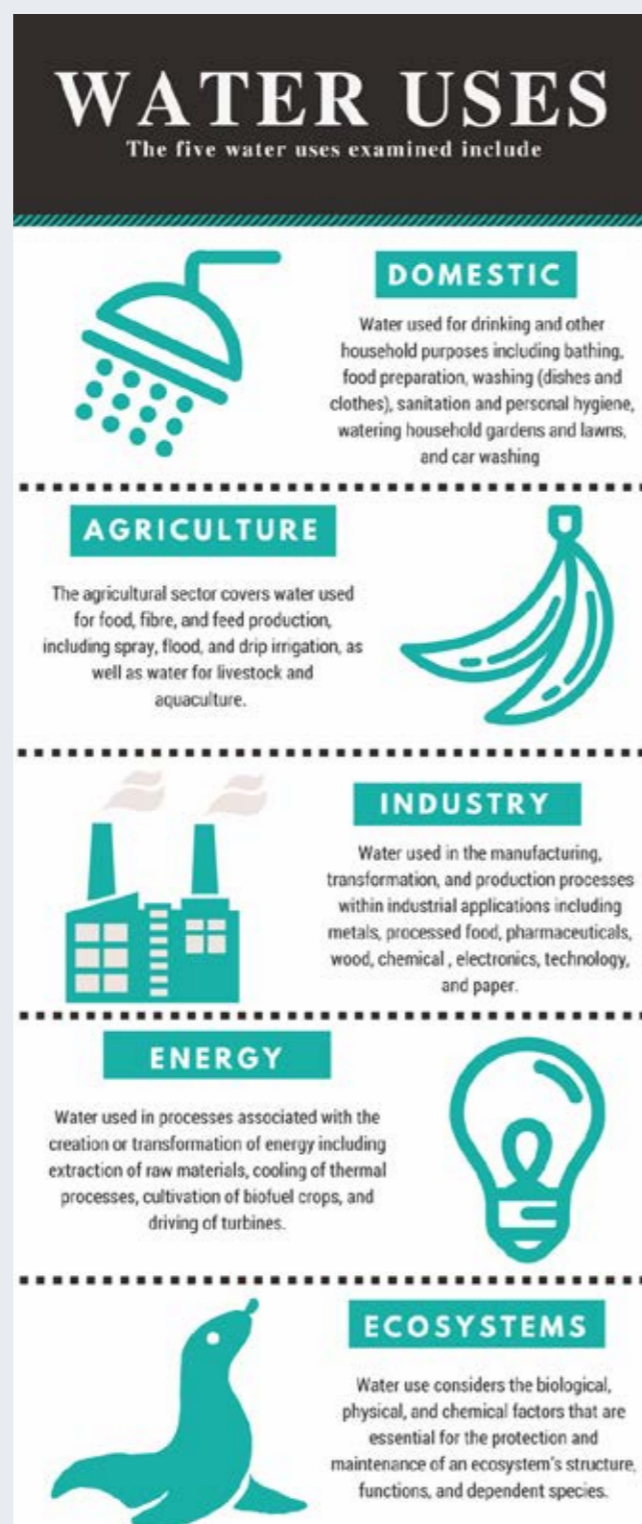 WATER USES
The five water uses examined include
DOMESTIC
Water used for drinking and other
household purposes including bathing,
food preparation, washing (dishes and
clothes), sanitation and personal hygiene,
watering household gardens and lawns,
and car washing
AGRICULTURE
The agricultural sector covers water used
for food, fibre, and feed production,
including spray, flood, and drip irrigation, as
well as water for livestock and
aquaculture.
INDUSTRY
Water used in the manufacturing,
transformation, and production processes
within industrial applications including
metals, processed food, pharmaceuticals,
wood, chemical , electronics, technology,
and paper.
ENERGY
Water used in processes associated with the
creation or transformation of energy including
extraction of raw materials, cooling of thermal
processes, cultivation of biofuel crops, and
driving of turbines.
ECOSYSTEMS
Water use considers the biological,
physical, and chemical factors that are
essential for the protection and
maintenance of an ecosystem's structure,
functions, and dependent species.